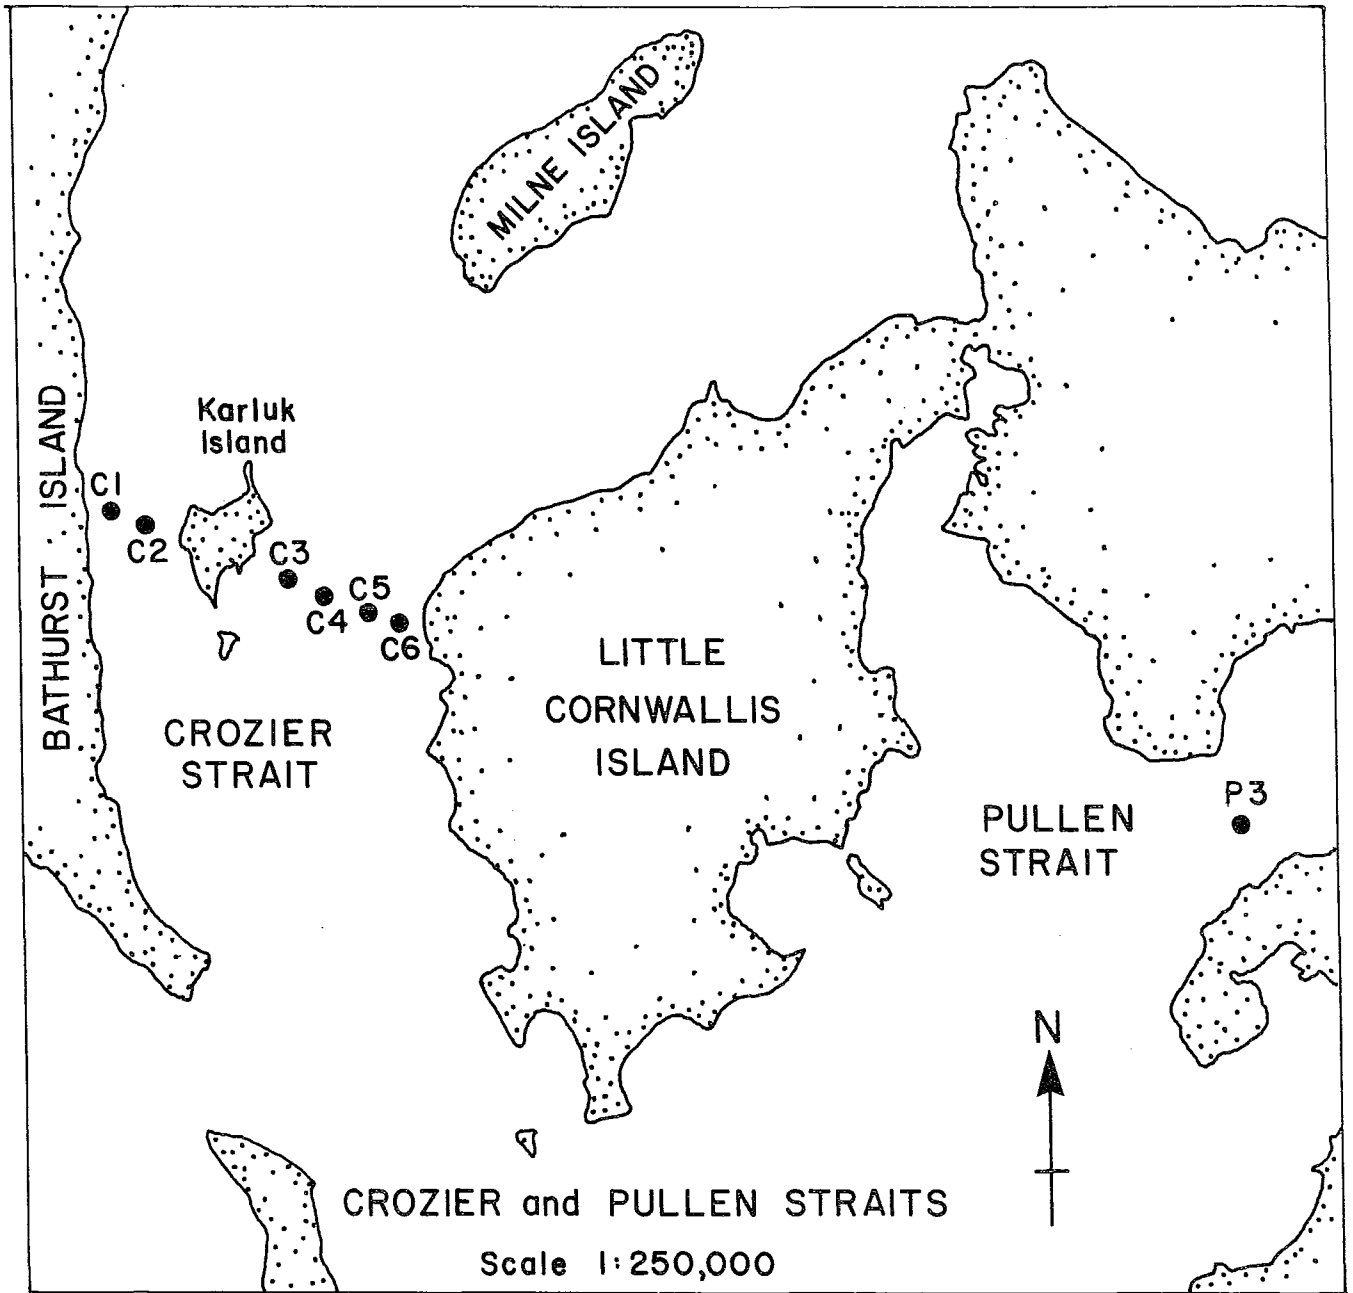 MILNE ISLAND
Karluk
Island
BATHURST ISLAND
C1
C2
C3
C4
C5
C6
LITTLE
CORNWALLIS
ISLAND
CROZIER
STRAIT
P3
PULLEN
STRAIT
N
CROZIER and PULLEN STRAITS
Scale 1:250,000